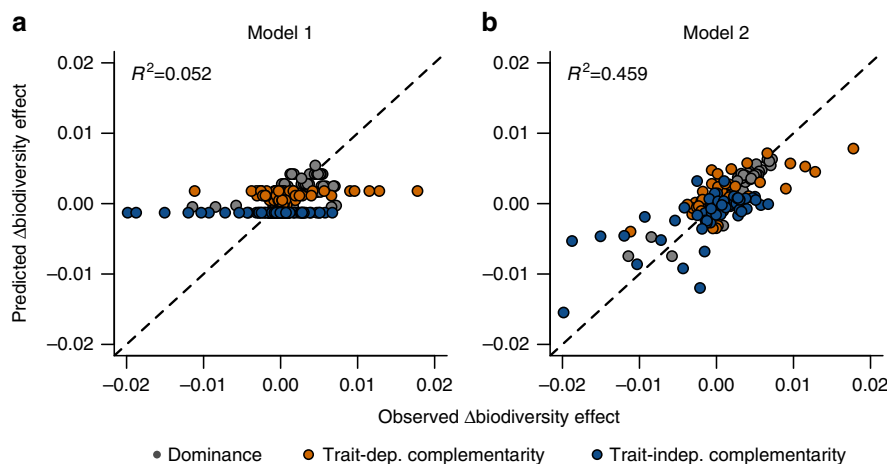 a
Model 1
b
Model 2
R²=0.052
R²=0.459
Predicted Δbiodiversity effect
0.02
0.01
0.00
−0.01
−0.02
0.02
0.01
0.00
−0.01
−0.02
−0.02 −0.01 0.00 0.01 0.02
−0.02 −0.01 0.00 0.01 0.02
Observed Δbiodiversity effect
Dominance
Trait-dep. complementarity
Trait-indep. complementarity